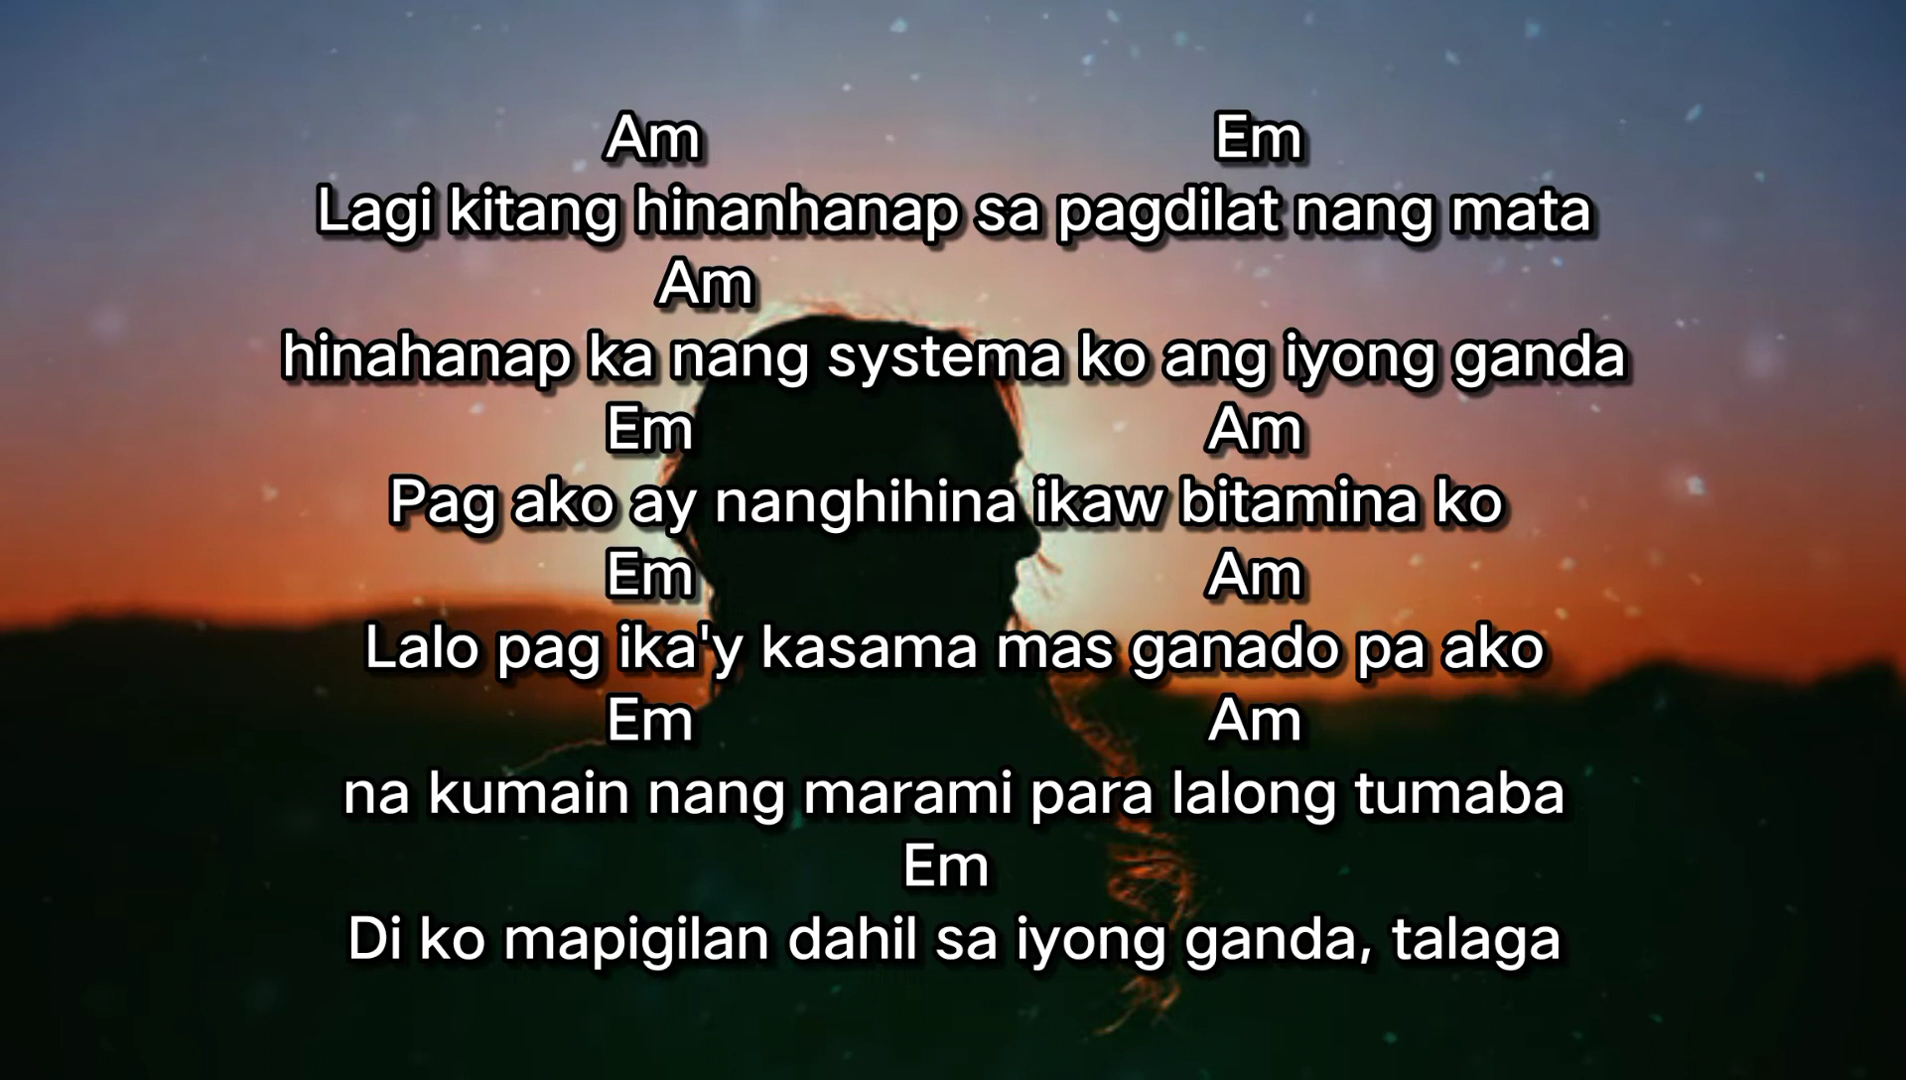 Am Em
Lagi kitang hinanhanap sa pagdilat nang mata
Am
hinahanap ka nang systema ko ang iyong ganda
Em Am
Pag ako ay nanghihina ikaw bitamina ko
Em Am
Lalo pag ika'y kasama mas ganado pa ako
Em Am
na kumain nang marami para lalong tumaba
Em
Di ko mapigilan dahil sa iyong ganda, talaga